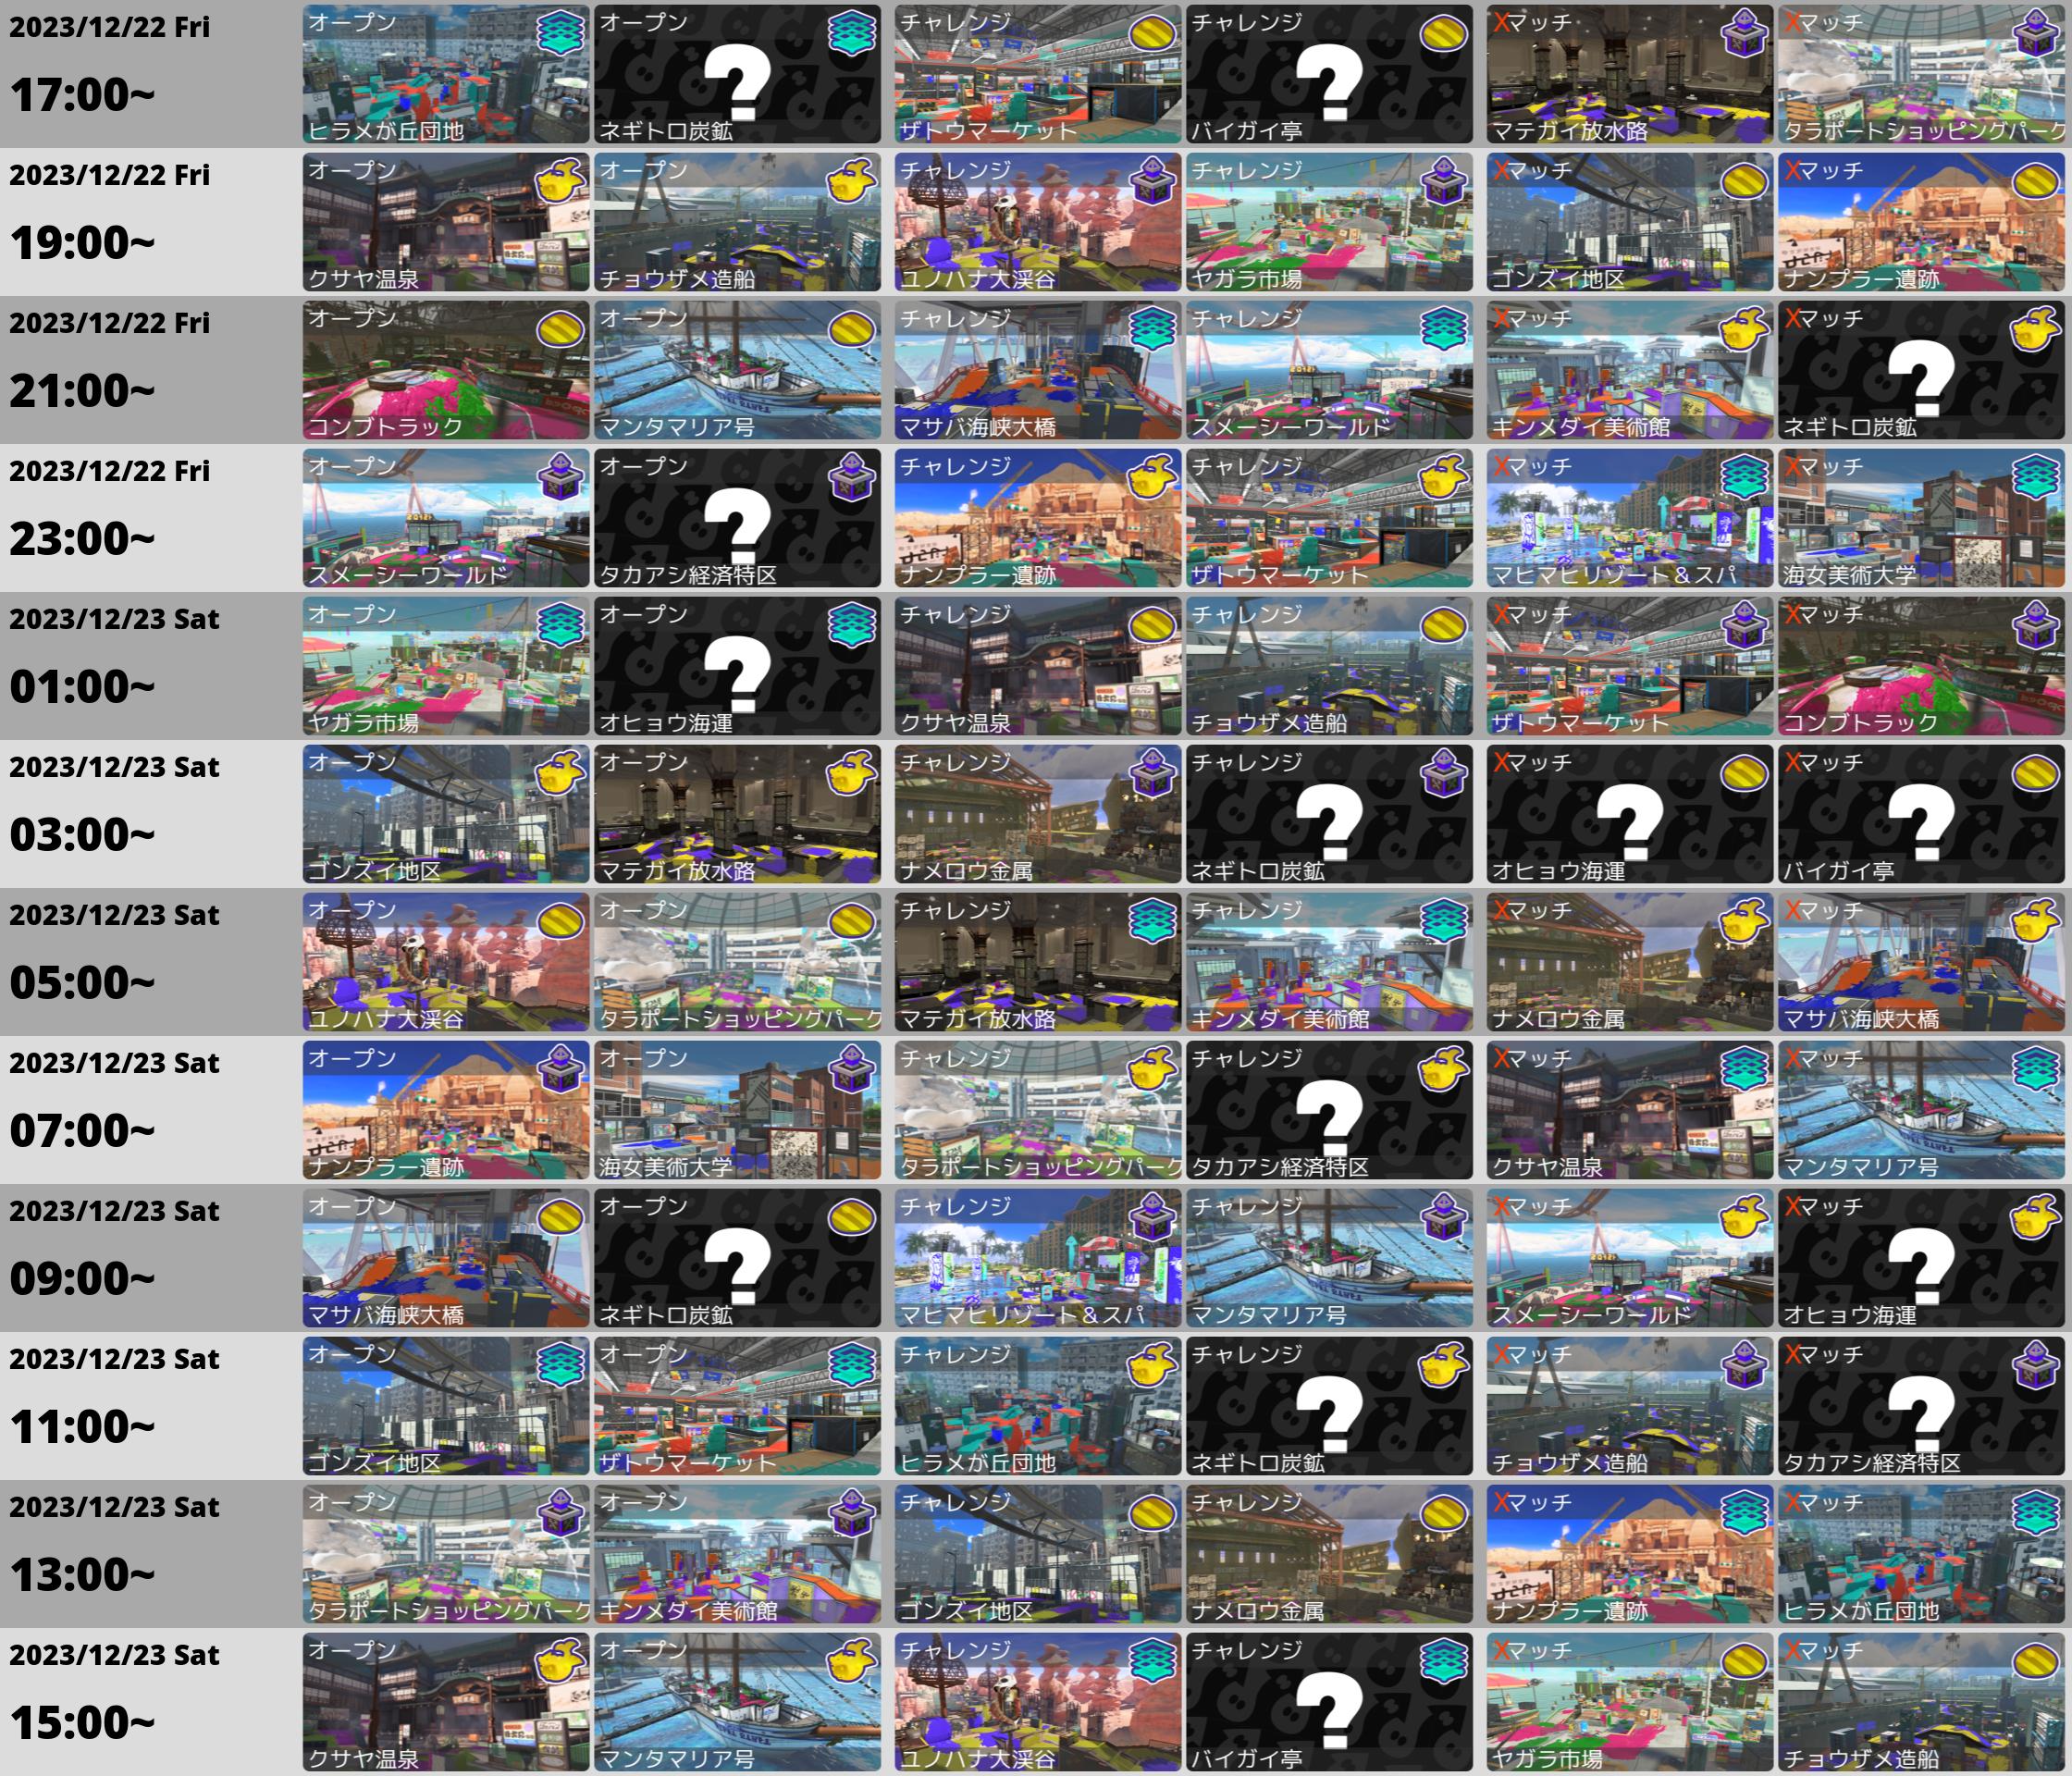 2023/12/22 Fri
17:00~
オープン
ヒラメが丘団地
オープン
ネギトロ炭鉱
チャレンジ
ザトウマーケット
チャレンジ
バイガイ亭
Xマッチ
マテガイ放水路
Xマッチ
タラポートショッピングパーク
2023/12/22 Fri
19:00~
オープン
クサヤ温泉
オープン
チョウザメ造船
チャレンジ
ユノハナ大渓谷
チャレンジ
ヤガラ市場
Xマッチ
ゴンズイ地区
Xマッチ
ナンプラー遺跡
2023/12/22 Fri
21:00~
オープン
コンブトラック
オープン
マンタマリア号
チャレンジ
マサバ海峡大橋
チャレンジ
スメーシーワールド
Xマッチ
キンメダイ美術館
Xマッチ
ネギトロ炭鉱
2023/12/22 Fri
23:00~
オープン
スメーシーワールド
オープン
タカアシ経済特区
チャレンジ
ナンプラー遺跡
チャレンジ
ザトウマーケット
Xマッチ
マヒマヒリゾート＆スパ
Xマッチ
海女美術大学
2023/12/23 Sat
01:00~
オープン
ヤガラ市場
オープン
オヒョウ海運
チャレンジ
クサヤ温泉
チャレンジ
チョウザメ造船
Xマッチ
ザトウマーケット
Xマッチ
コンブトラック
2023/12/23 Sat
03:00~
オープン
ゴンズイ地区
オープン
マテガイ放水路
チャレンジ
ナメロウ金属
チャレンジ
ネギトロ炭鉱
Xマッチ
オヒョウ海運
Xマッチ
バイガイ亭
2023/12/23 Sat
05:00~
オープン
ユノハナ大渓谷
オープン
タラポートショッピングパーク
チャレンジ
マテガイ放水路
チャレンジ
キンメダイ美術館
Xマッチ
ナメロウ金属
Xマッチ
マサバ海峡大橋
2023/12/23 Sat
07:00~
オープン
ナンプラー遺跡
オープン
海女美術大学
チャレンジ
タラポートショッピングパーク
チャレンジ
タカアシ経済特区
Xマッチ
クサヤ温泉
Xマッチ
マンタマリア号
2023/12/23 Sat
09:00~
オープン
マサバ海峡大橋
オープン
ネギトロ炭鉱
チャレンジ
マヒマヒリゾート＆スパ
チャレンジ
マンタマリア号
Xマッチ
スメーシーワールド
Xマッチ
オヒョウ海運
2023/12/23 Sat
11:00~
オープン
ゴンズイ地区
オープン
ザトウマーケット
チャレンジ
ヒラメが丘団地
チャレンジ
ネギトロ炭鉱
Xマッチ
チョウザメ造船
Xマッチ
タカアシ経済特区
2023/12/23 Sat
13:00~
オープン
タラポートショッピングパーク
オープン
キンメダイ美術館
チャレンジ
ゴンズイ地区
チャレンジ
ナメロウ金属
Xマッチ
ナンプラー遺跡
Xマッチ
ヒラメが丘団地
2023/12/23 Sat
15:00~
オープン
クサヤ温泉
オープン
マンタマリア号
チャレンジ
ユノハナ大渓谷
チャレンジ
バイガイ亭
Xマッチ
ヤガラ市場
Xマッチ
チョウザメ造船